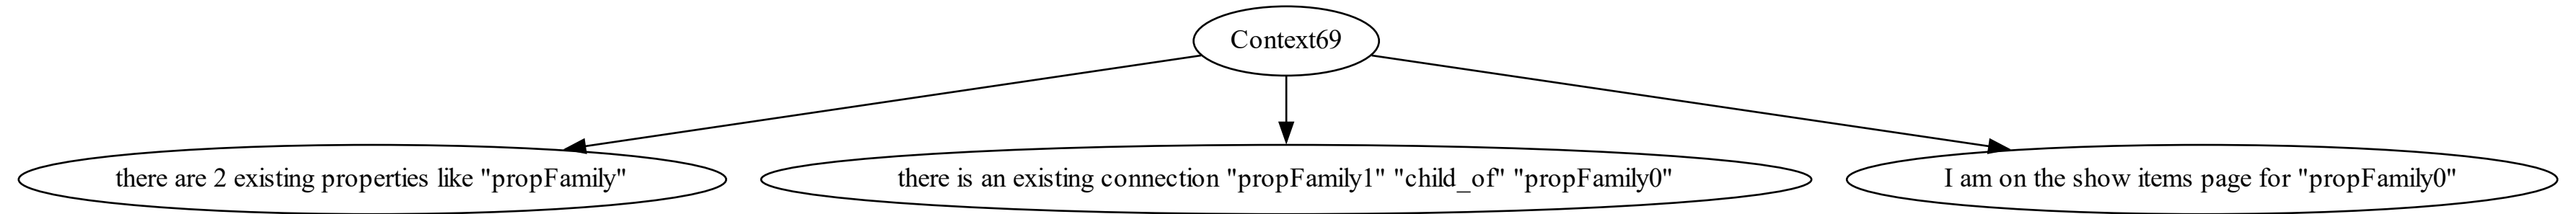 Context69
there are 2 existing properties like "propFamily"
there is an existing connection "propFamily1" "child_of" "propFamily0"
I am on the show items page for "propFamily0"